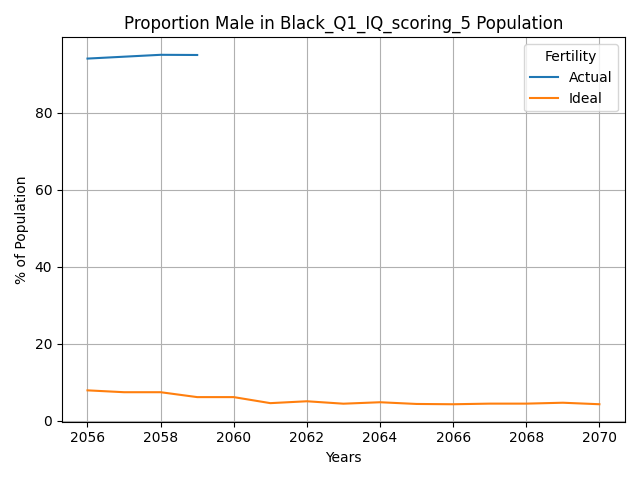 Proportion Male in Black_Q1_IQ_scoring_5 Population
Fertility
Actual
Ideal
% of Population
80
60
40
20
0
2056 2058 2060 2062 2064 2066 2068 2070
Years